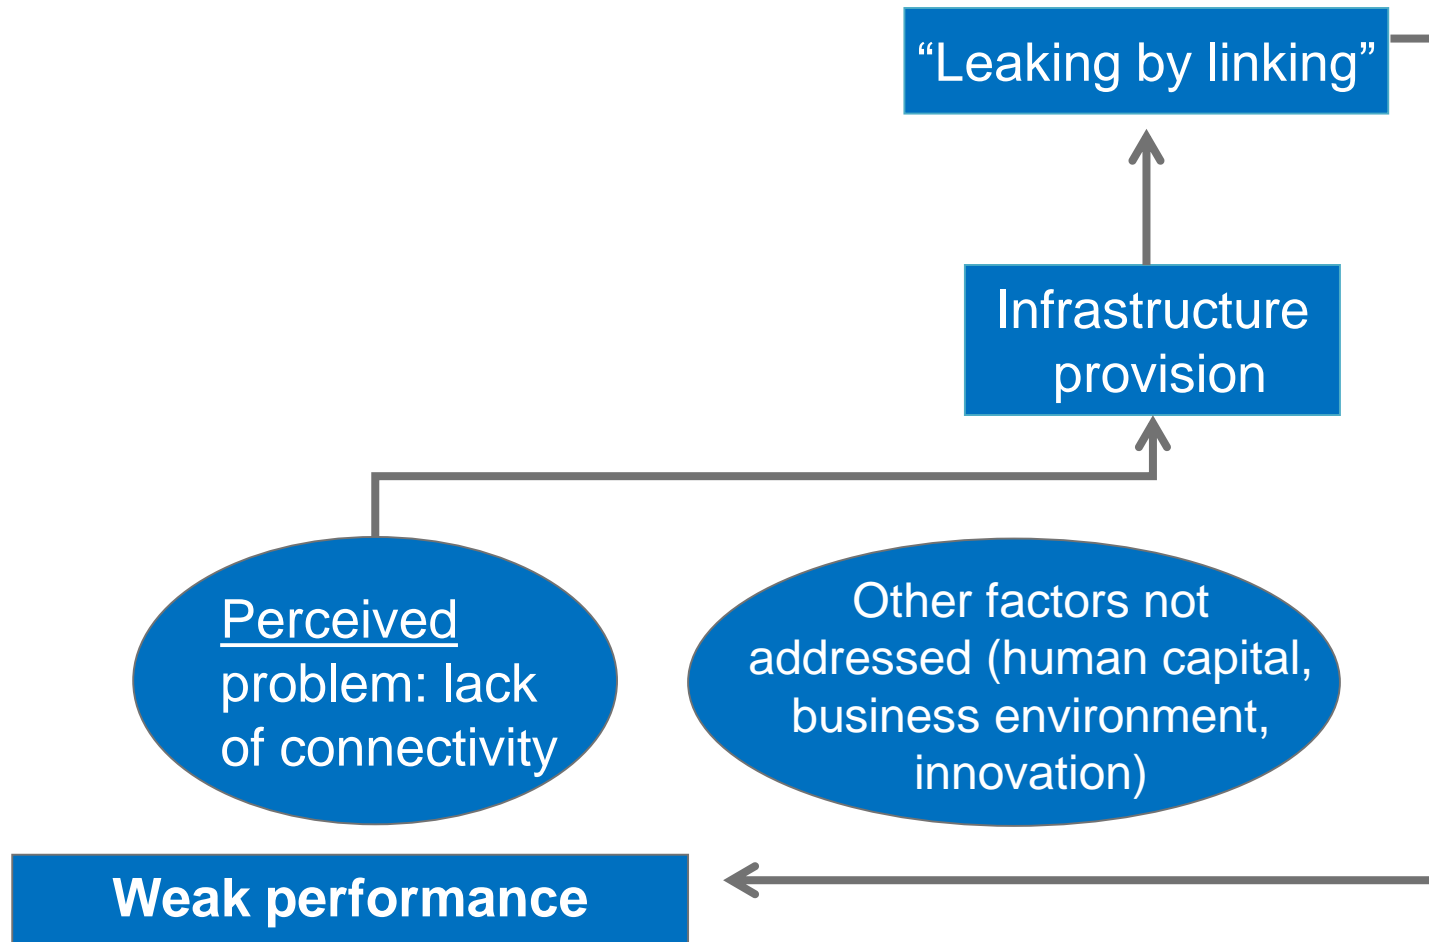 “Leaking by linking”
Infrastructure
provision
Perceived
problem: lack
of connectivity
Other factors not
addressed (human capital,
business environment,
innovation)
Weak performance